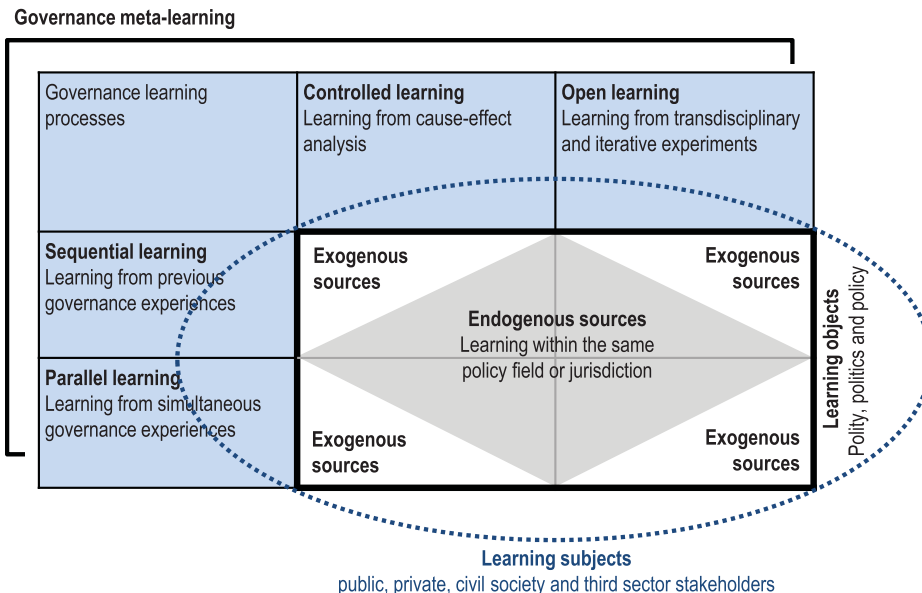 Governance meta-learning
Governance learning
processes
Controlled learning
Learning from cause-effect
analysis
Open learning
Learning from transdisciplinary
and iterative experiments
Sequential learning
Learning from previous
governance experiences
Exogenous
sources
Exogenous
sources
Endogenous sources
Learning within the same
policy field or jurisdiction
Parallel learning
Learning from simultaneous
governance experiences
Exogenous
sources
Exogenous
sources
Learning objects
Polity, politics and policy
Learning subjects
public, private, civil society and third sector stakeholders